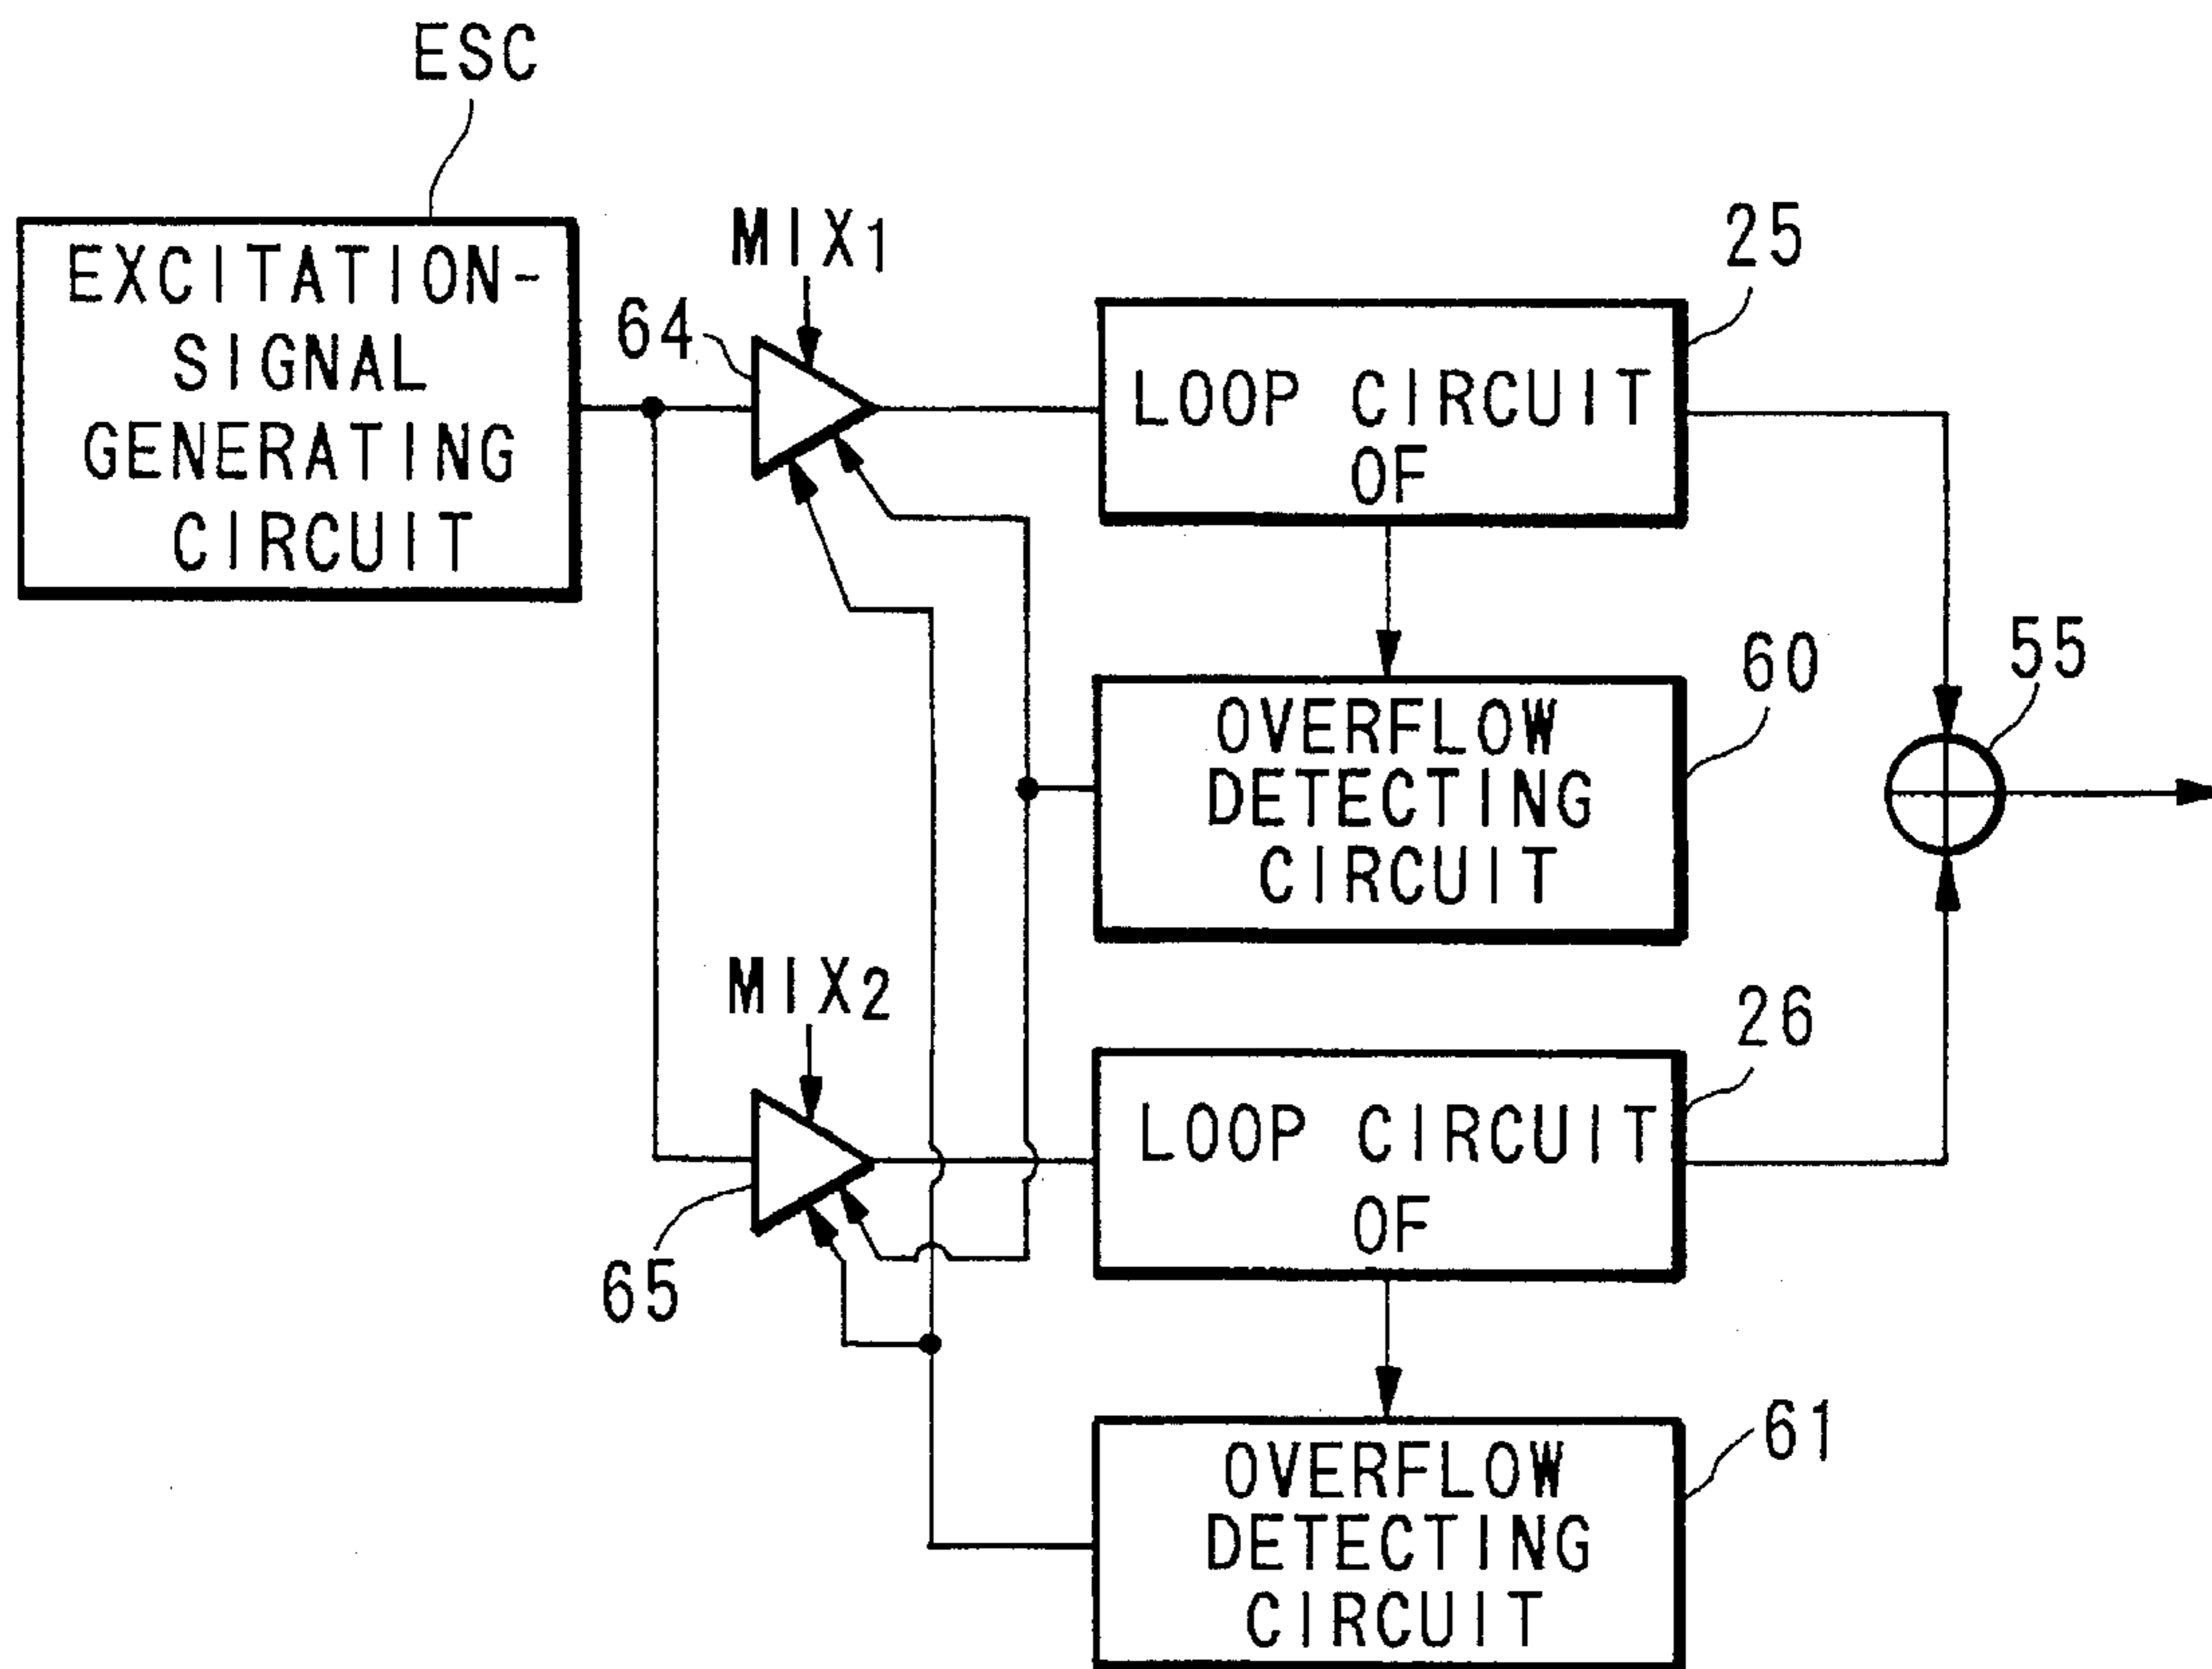 ESC
EXCITATION-
SIGNAL
GENERATING
CIRCUIT
MIX1
64
25
LOOP CIRCUIT
OF
60
OVERFLOW
DETECTING
CIRCUIT
55
MIX2
65
26
LOOP CIRCUIT
OF
61
OVERFLOW
DETECTING
CIRCUIT